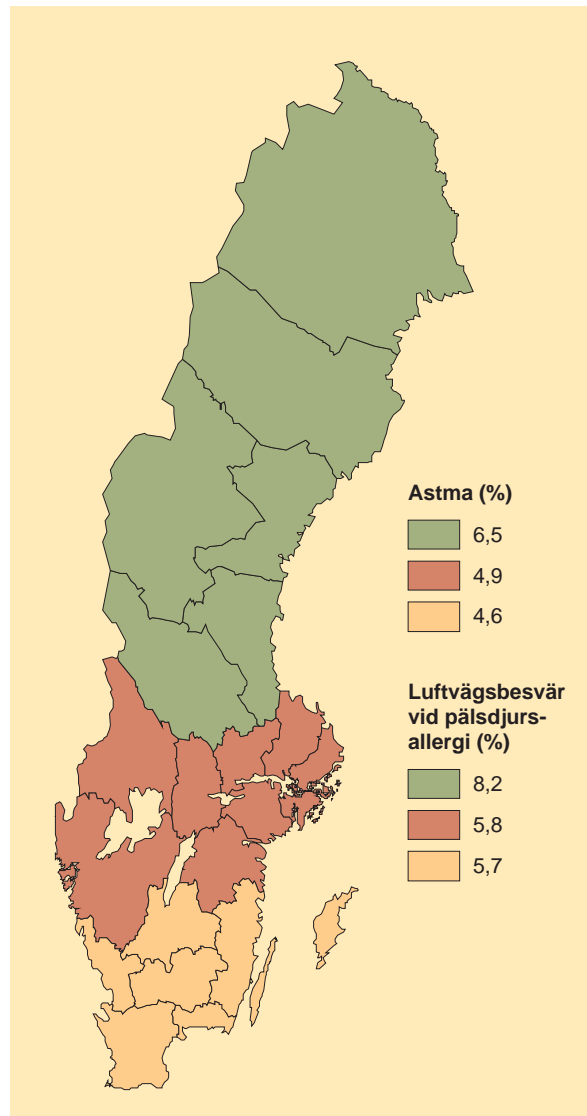 Astma (%)
6,5
4,9
4,6
Luftvägsbesvär
vid pälsdjurs-
allergi (%)
8,2
5,8
5,7